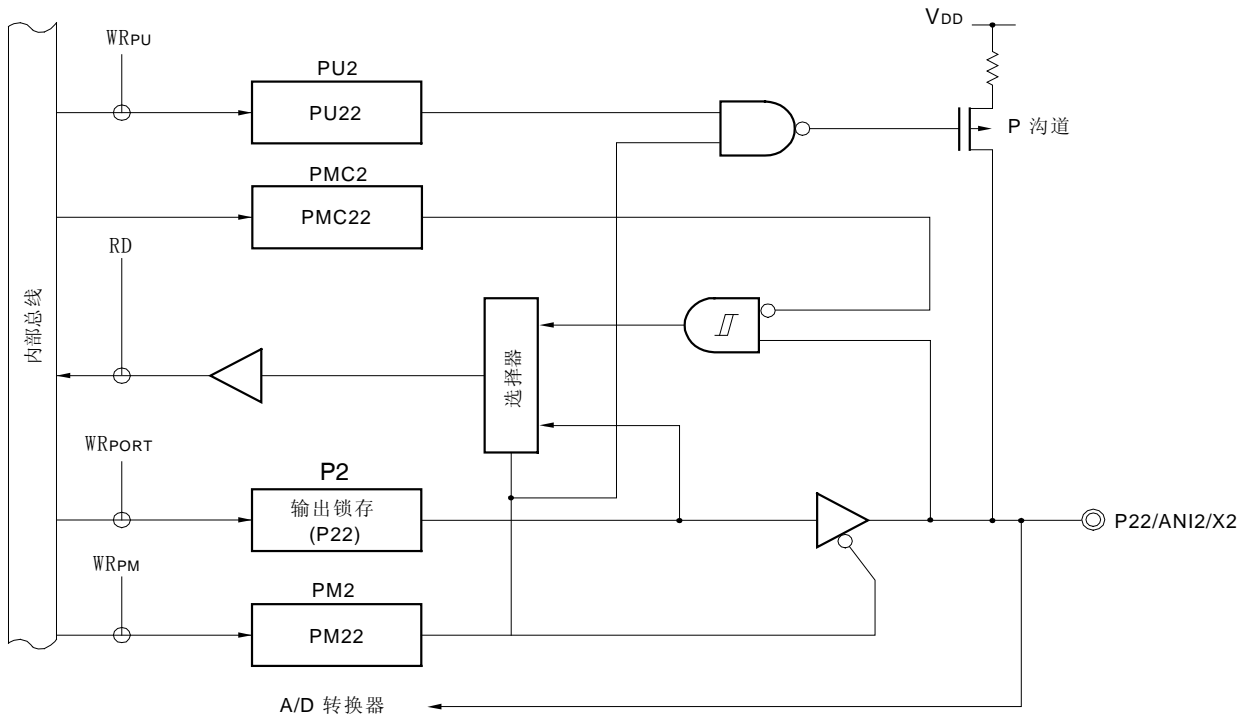 VDD
WRPU
PU2
PU22
P 沟道
PMC2
PMC22
RD
内部总线
选择器
WRPORT
P2
输出锁存
(P22)
P22/ANI2/X2
WRPM
PM2
PM22
A/D 转换器